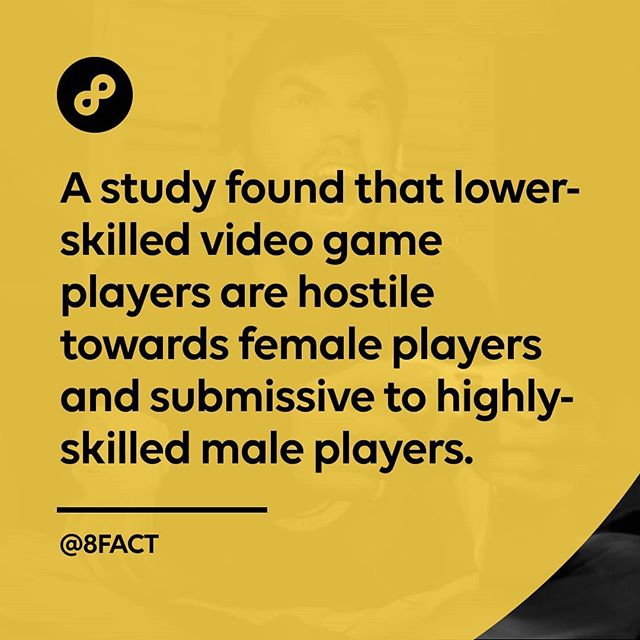 A study found that lower-
skilled video game
players are hostile
towards female players
and submissive to highly-
skilled male players.
@8FACT